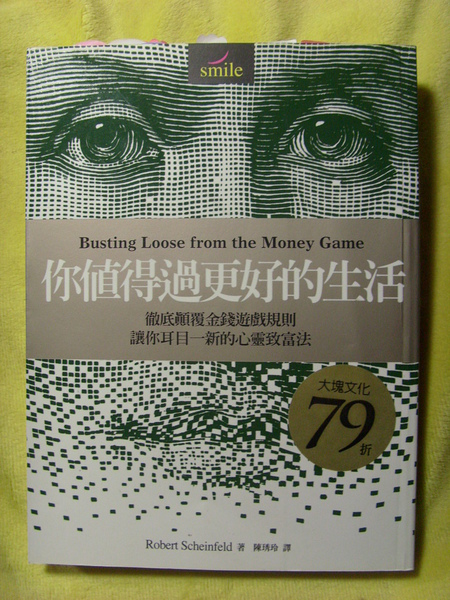 smile
Busting Loose from the Money Game
你值得過更好的生活
徹底顛覆金錢遊戲規則
讓你耳目一新的心靈致富法
大塊文化
79折
Robert Scheinfeld 著 陳琇玲 譯